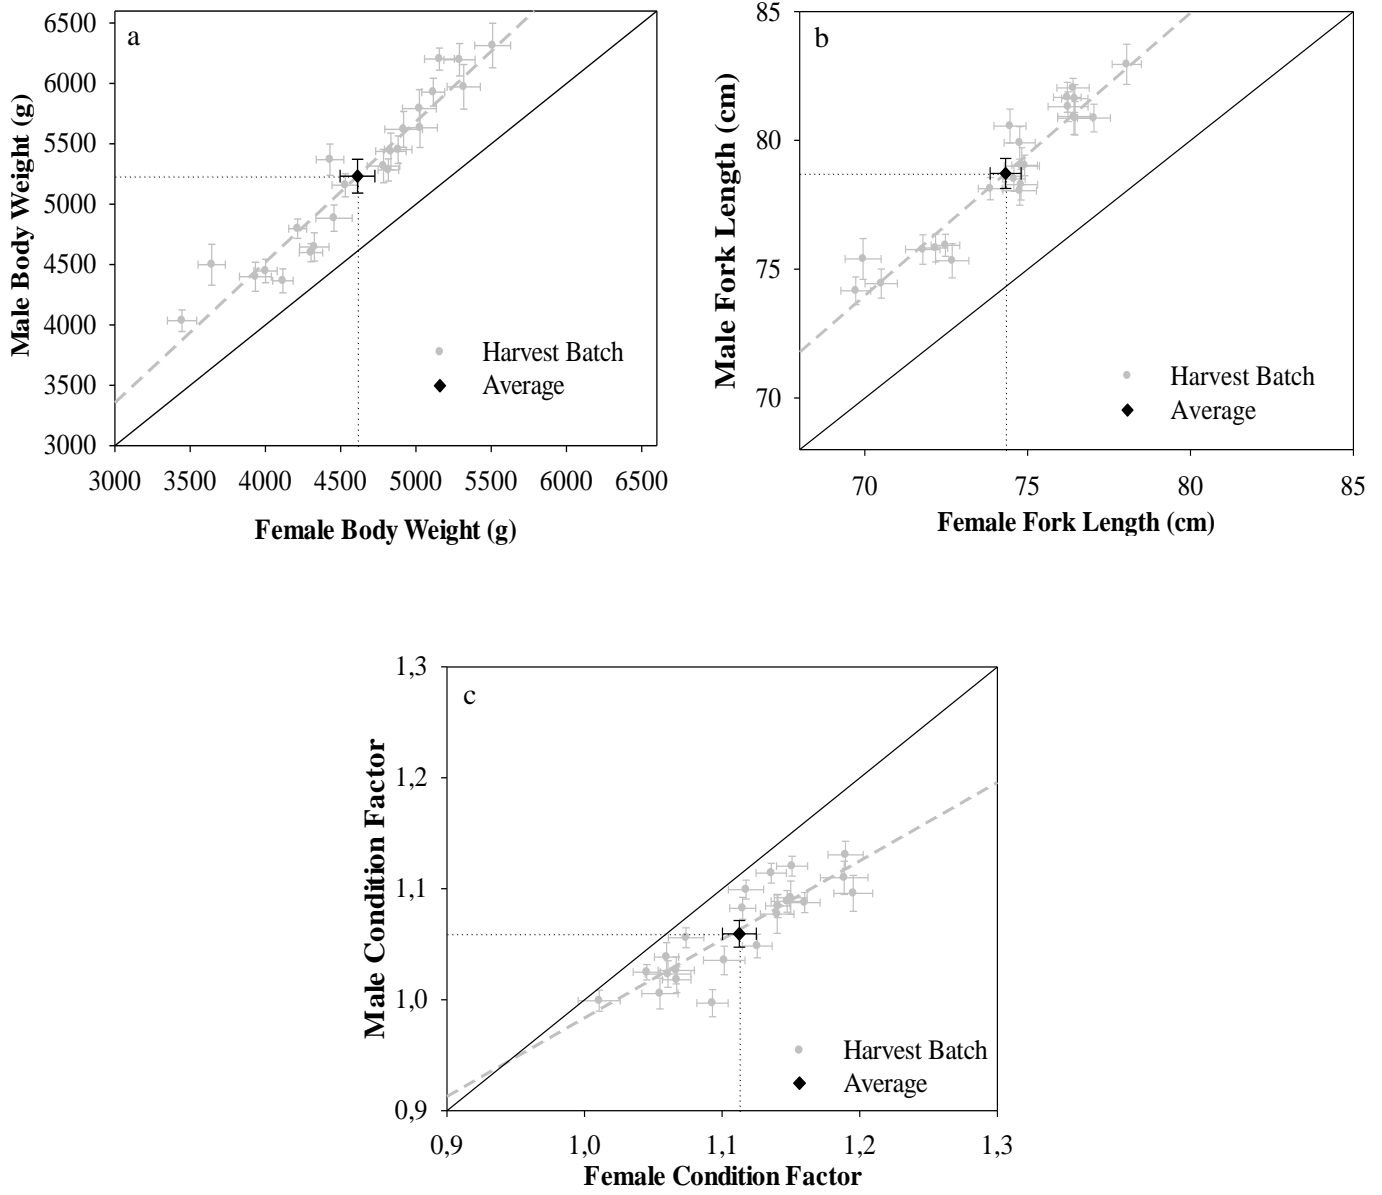 a
6500
6000
5500
5000
4500
4000
3500
3000
Male Body Weight (g)
Harvest Batch
Average
3000 3500 4000 4500 5000 5500 6000 6500
Female Body Weight (g)
b
85
80
75
70
Male Fork Length (cm)
Harvest Batch
Average
70 75 80 85
Female Fork Length (cm)
c
1,3
1,2
1,1
1,0
0,9
Male Condition Factor
Harvest Batch
Average
0,9 1,0 1,1 1,2 1,3
Female Condition Factor